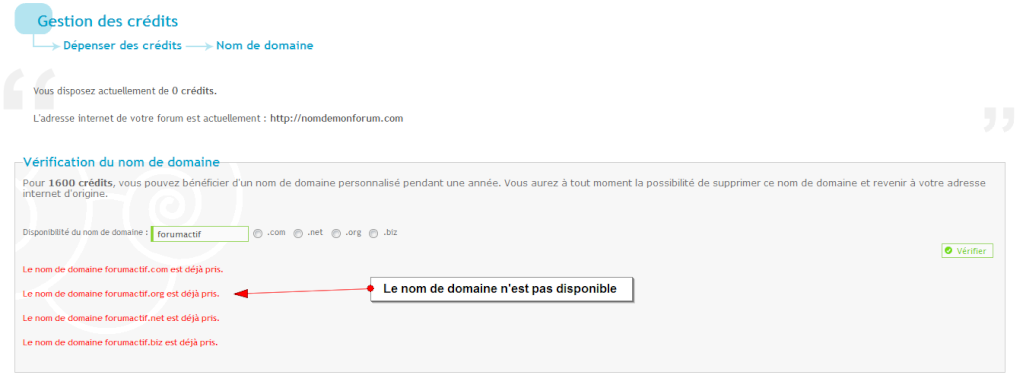 Gestion des crédits
Dépenser des crédits Nom de domaine
Vous disposez actuellement de 0 crédits.
L'adresse internet de votre forum est actuellement : http://nomdemonforum.com
Vérification du nom de domaine
Pour 1600 crédits, vous pouvez bénéficier d'un nom de domaine personnalisé pendant une année. Vous aurez à tout moment la possibilité de supprimer ce nom de domaine et revenir à votre adresse
internet d'origine.
Disponibilité du nom de domaine : forumactif .com .net .org .biz
Vérifier
Le nom de domaine forumactif.com est déjà pris.
Le nom de domaine forumactif.org est déjà pris.
Le nom de domaine n'est pas disponible
Le nom de domaine forumactif.net est déjà pris.
Le nom de domaine forumactif.biz est déjà pris.